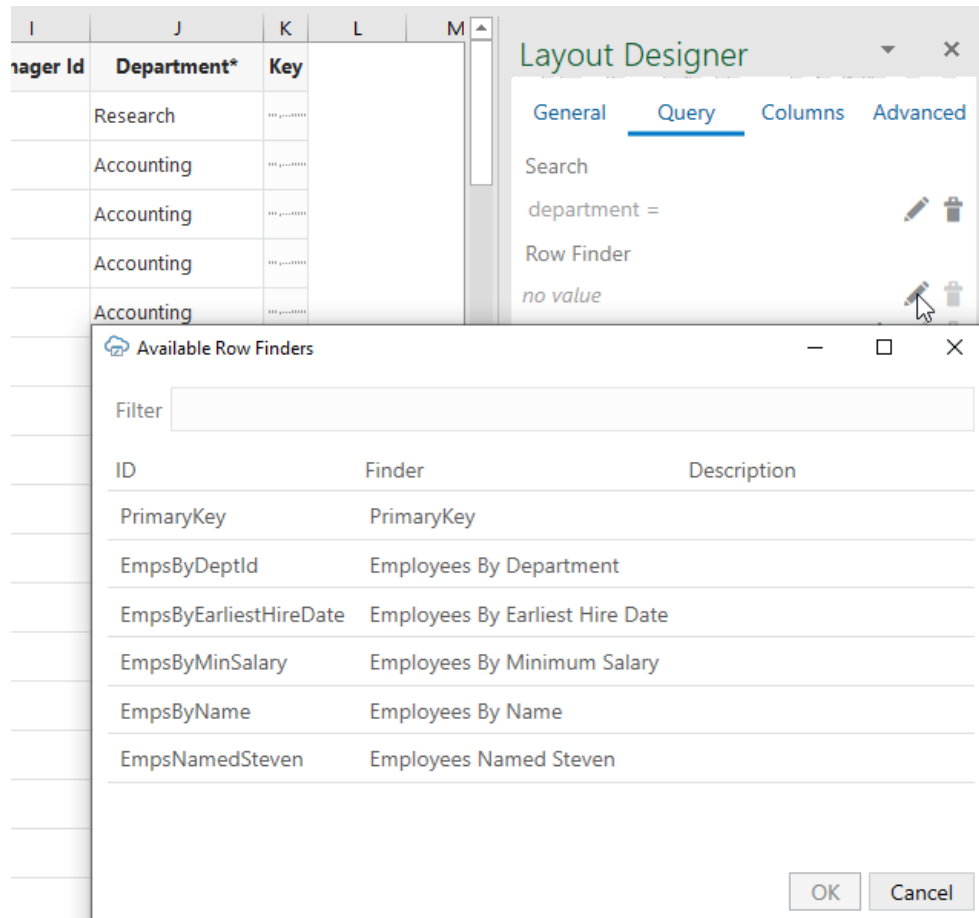 I J K L M
nager Id Department* Key
Research
Accounting
Accounting
Accounting
Accounting
Layout Designer
General Query Columns Advanced
Search
department =
Row Finder
no value
Available Row Finders
Filter
ID Finder Description
PrimaryKey PrimaryKey
EmpsByDeptId Employees By Department
EmpsByEarliestHireDate Employees By Earliest Hire Date
EmpsByMinSalary Employees By Minimum Salary
EmpsByName Employees By Name
EmpsNamedSteven Employees Named Steven
OK Cancel